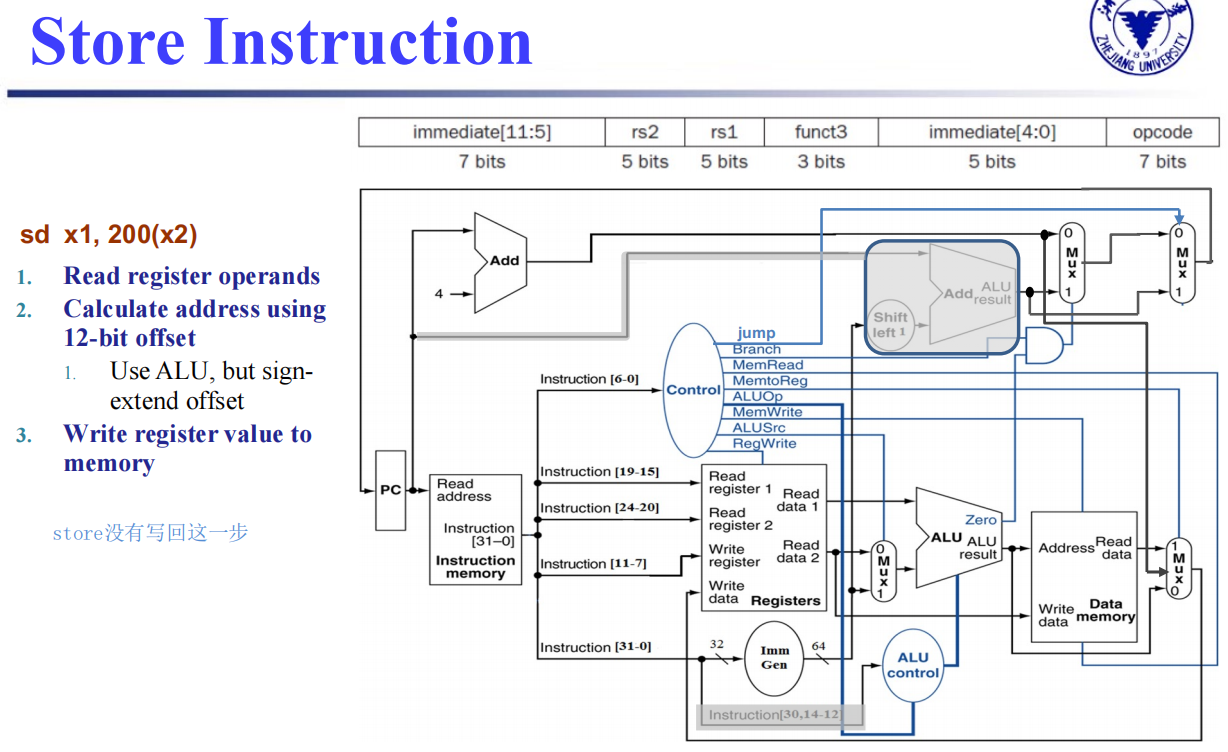 Store Instruction
浙 大
ZHEJIANG UNIVERSITY
1897
immediate[11:5] rs2 rs1 funct3 immediate[4:0] opcode
7 bits 5 bits 5 bits 3 bits 5 bits 7 bits
sd x1, 200(x2)
1. Read register operands
2. Calculate address using
12-bit offset
1. Use ALU, but sign-
extend offset
3. Write register value to
memory
store没有写回这一步
Add
4
Add ALU
result
Shift
left 1
0
M
u
x
1
0
M
u
x
1
jump
Branch
MemRead
MemtoReg
ALUOp
MemWrite
ALUSrc
RegWrite
Control
Instruction [6-0]
Instruction [19-15]
Instruction [24-20]
Instruction [11-7]
Instruction [31-0]
PC
Read
address
Instruction
[31–0]
Instruction
memory
Read
register 1
Read
register 2
Write
register
Write
data
Read
data 1
Read
data 2
Registers
0
M
u
x
1
Zero
ALU ALU
result
Address
Read
data
Write
data
Data
memory
1
M
u
x
0
32
Imm
Gen
64
ALU
control
Instruction[30,14-12]